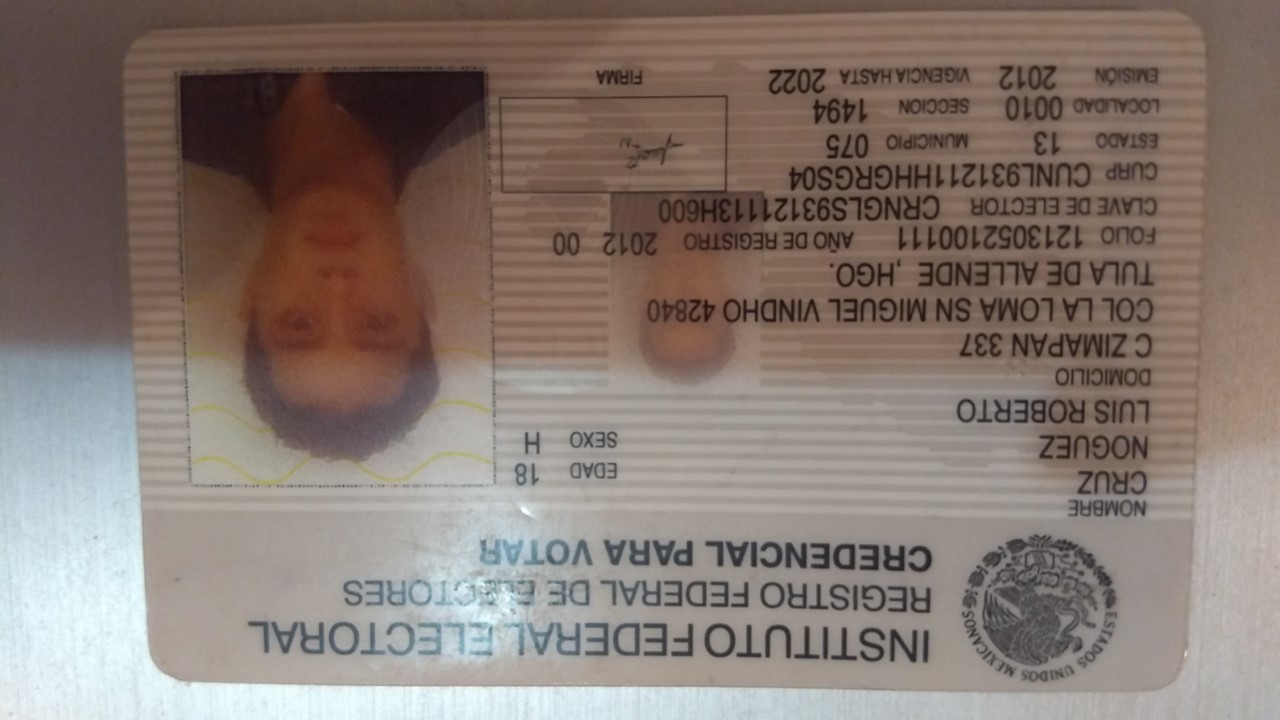 ESTADOS UNIDOS MEXICANOS
INSTITUTO FEDERAL ELECTORAL
REGISTRO FEDERAL DE ELECTORES
CREDENCIAL PARA VOTAR
NOMBRE
CRUZ
NOGUEZ
LUIS ROBERTO
EDAD 18
SEXO H
DOMICILIO
C ZIMAPAN 337
COL LA LOMA SN MIGUEL VINDHO 42840
TULA DE ALLENDE ,HGO.
FOLIO 1213052100111 AÑO DE REGISTRO 2012 00
CLAVE DE ELECTOR CRNGLS93121113H600
CURP CUNL931211HHGRGS04
ESTADO 13 MUNICIPIO 075
LOCALIDAD 0010 SECCION 1494
EMISIÓN 2012 VIGENCIA HASTA 2022
FIRMA